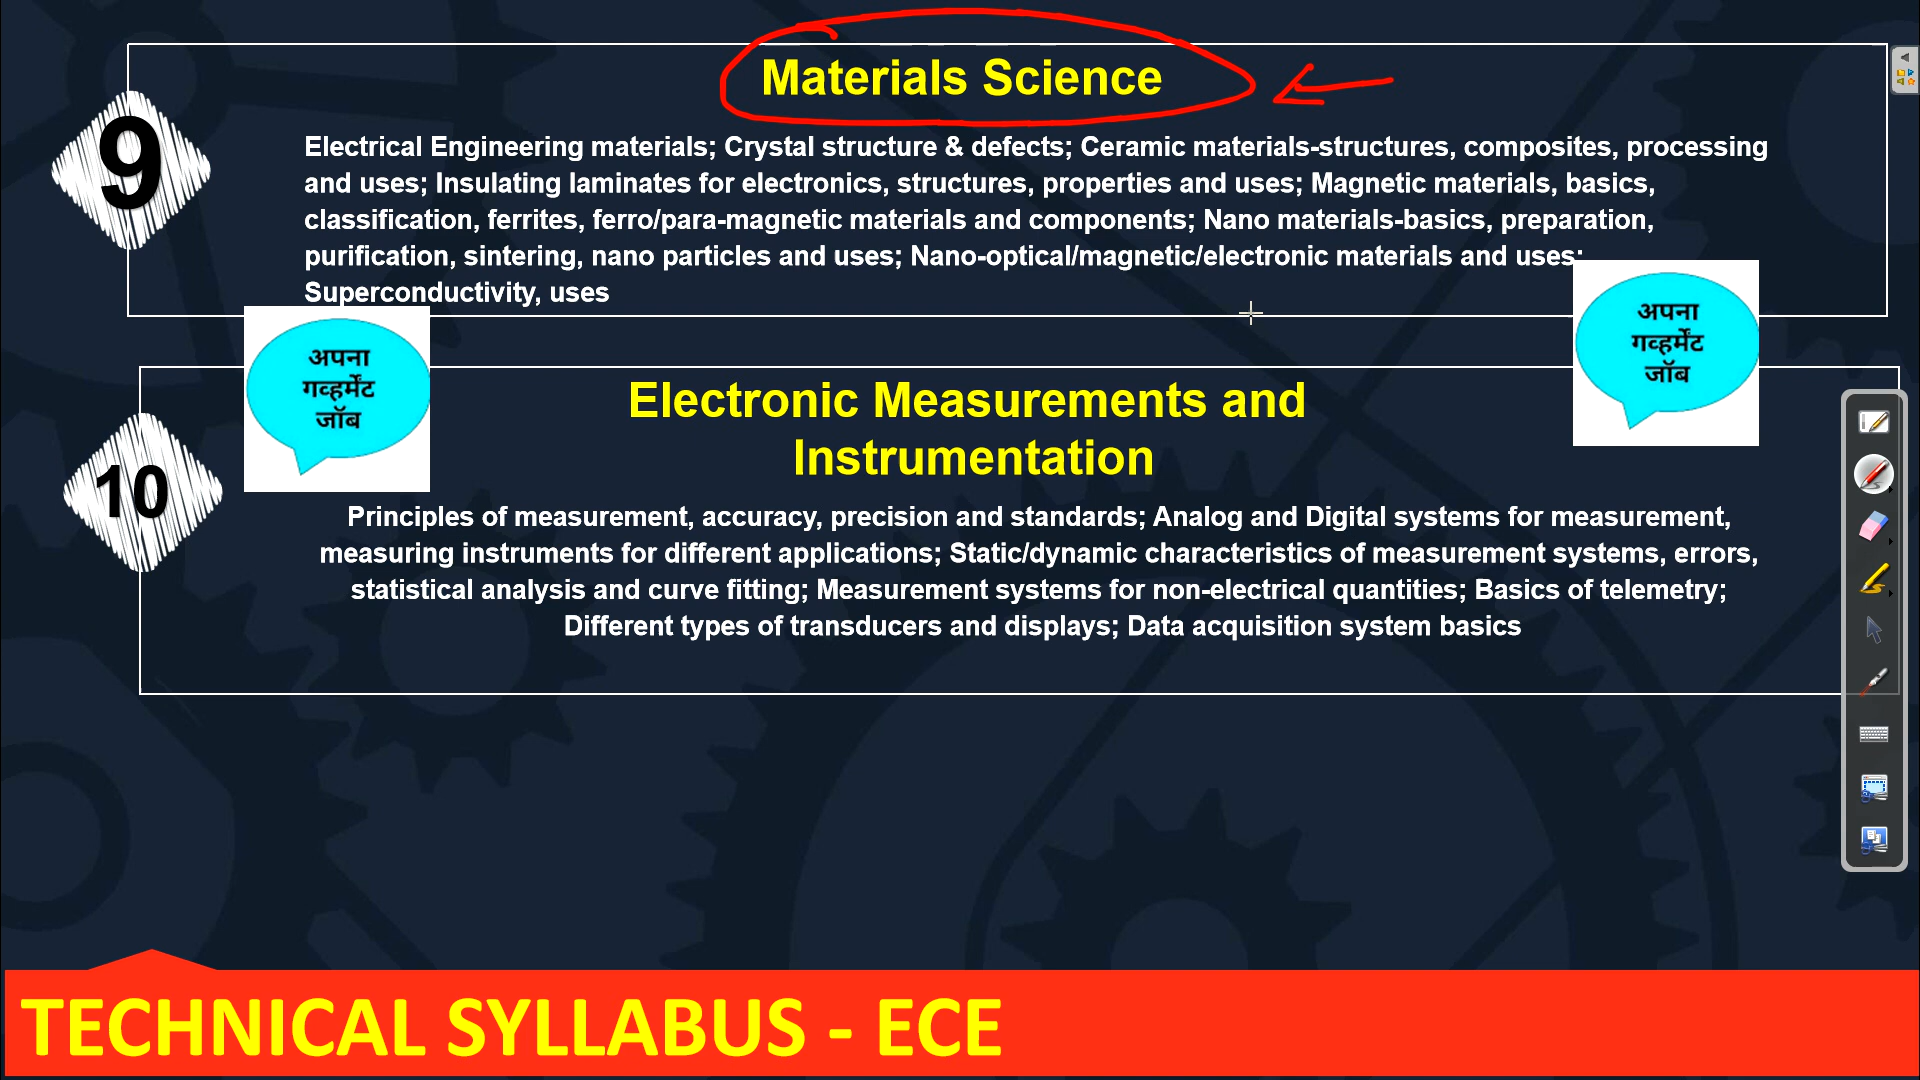 Materials Science
9
Electrical Engineering materials; Crystal structure & defects; Ceramic materials-structures, composites, processing
and uses; Insulating laminates for electronics, structures, properties and uses; Magnetic materials, basics,
classification, ferrites, ferro/para-magnetic materials and components; Nano materials-basics, preparation,
purification, sintering, nano particles and uses; Nano-optical/magnetic/electronic materials and uses;
Superconductivity, uses
अपना
गव्हर्मेंट
जॉब
अपना
गव्हर्मेंट
जॉब
Electronic Measurements and
Instrumentation
10
Principles of measurement, accuracy, precision and standards; Analog and Digital systems for measurement,
measuring instruments for different applications; Static/dynamic characteristics of measurement systems, errors,
statistical analysis and curve fitting; Measurement systems for non-electrical quantities; Basics of telemetry;
Different types of transducers and displays; Data acquisition system basics
TECHNICAL SYLLABUS - ECE